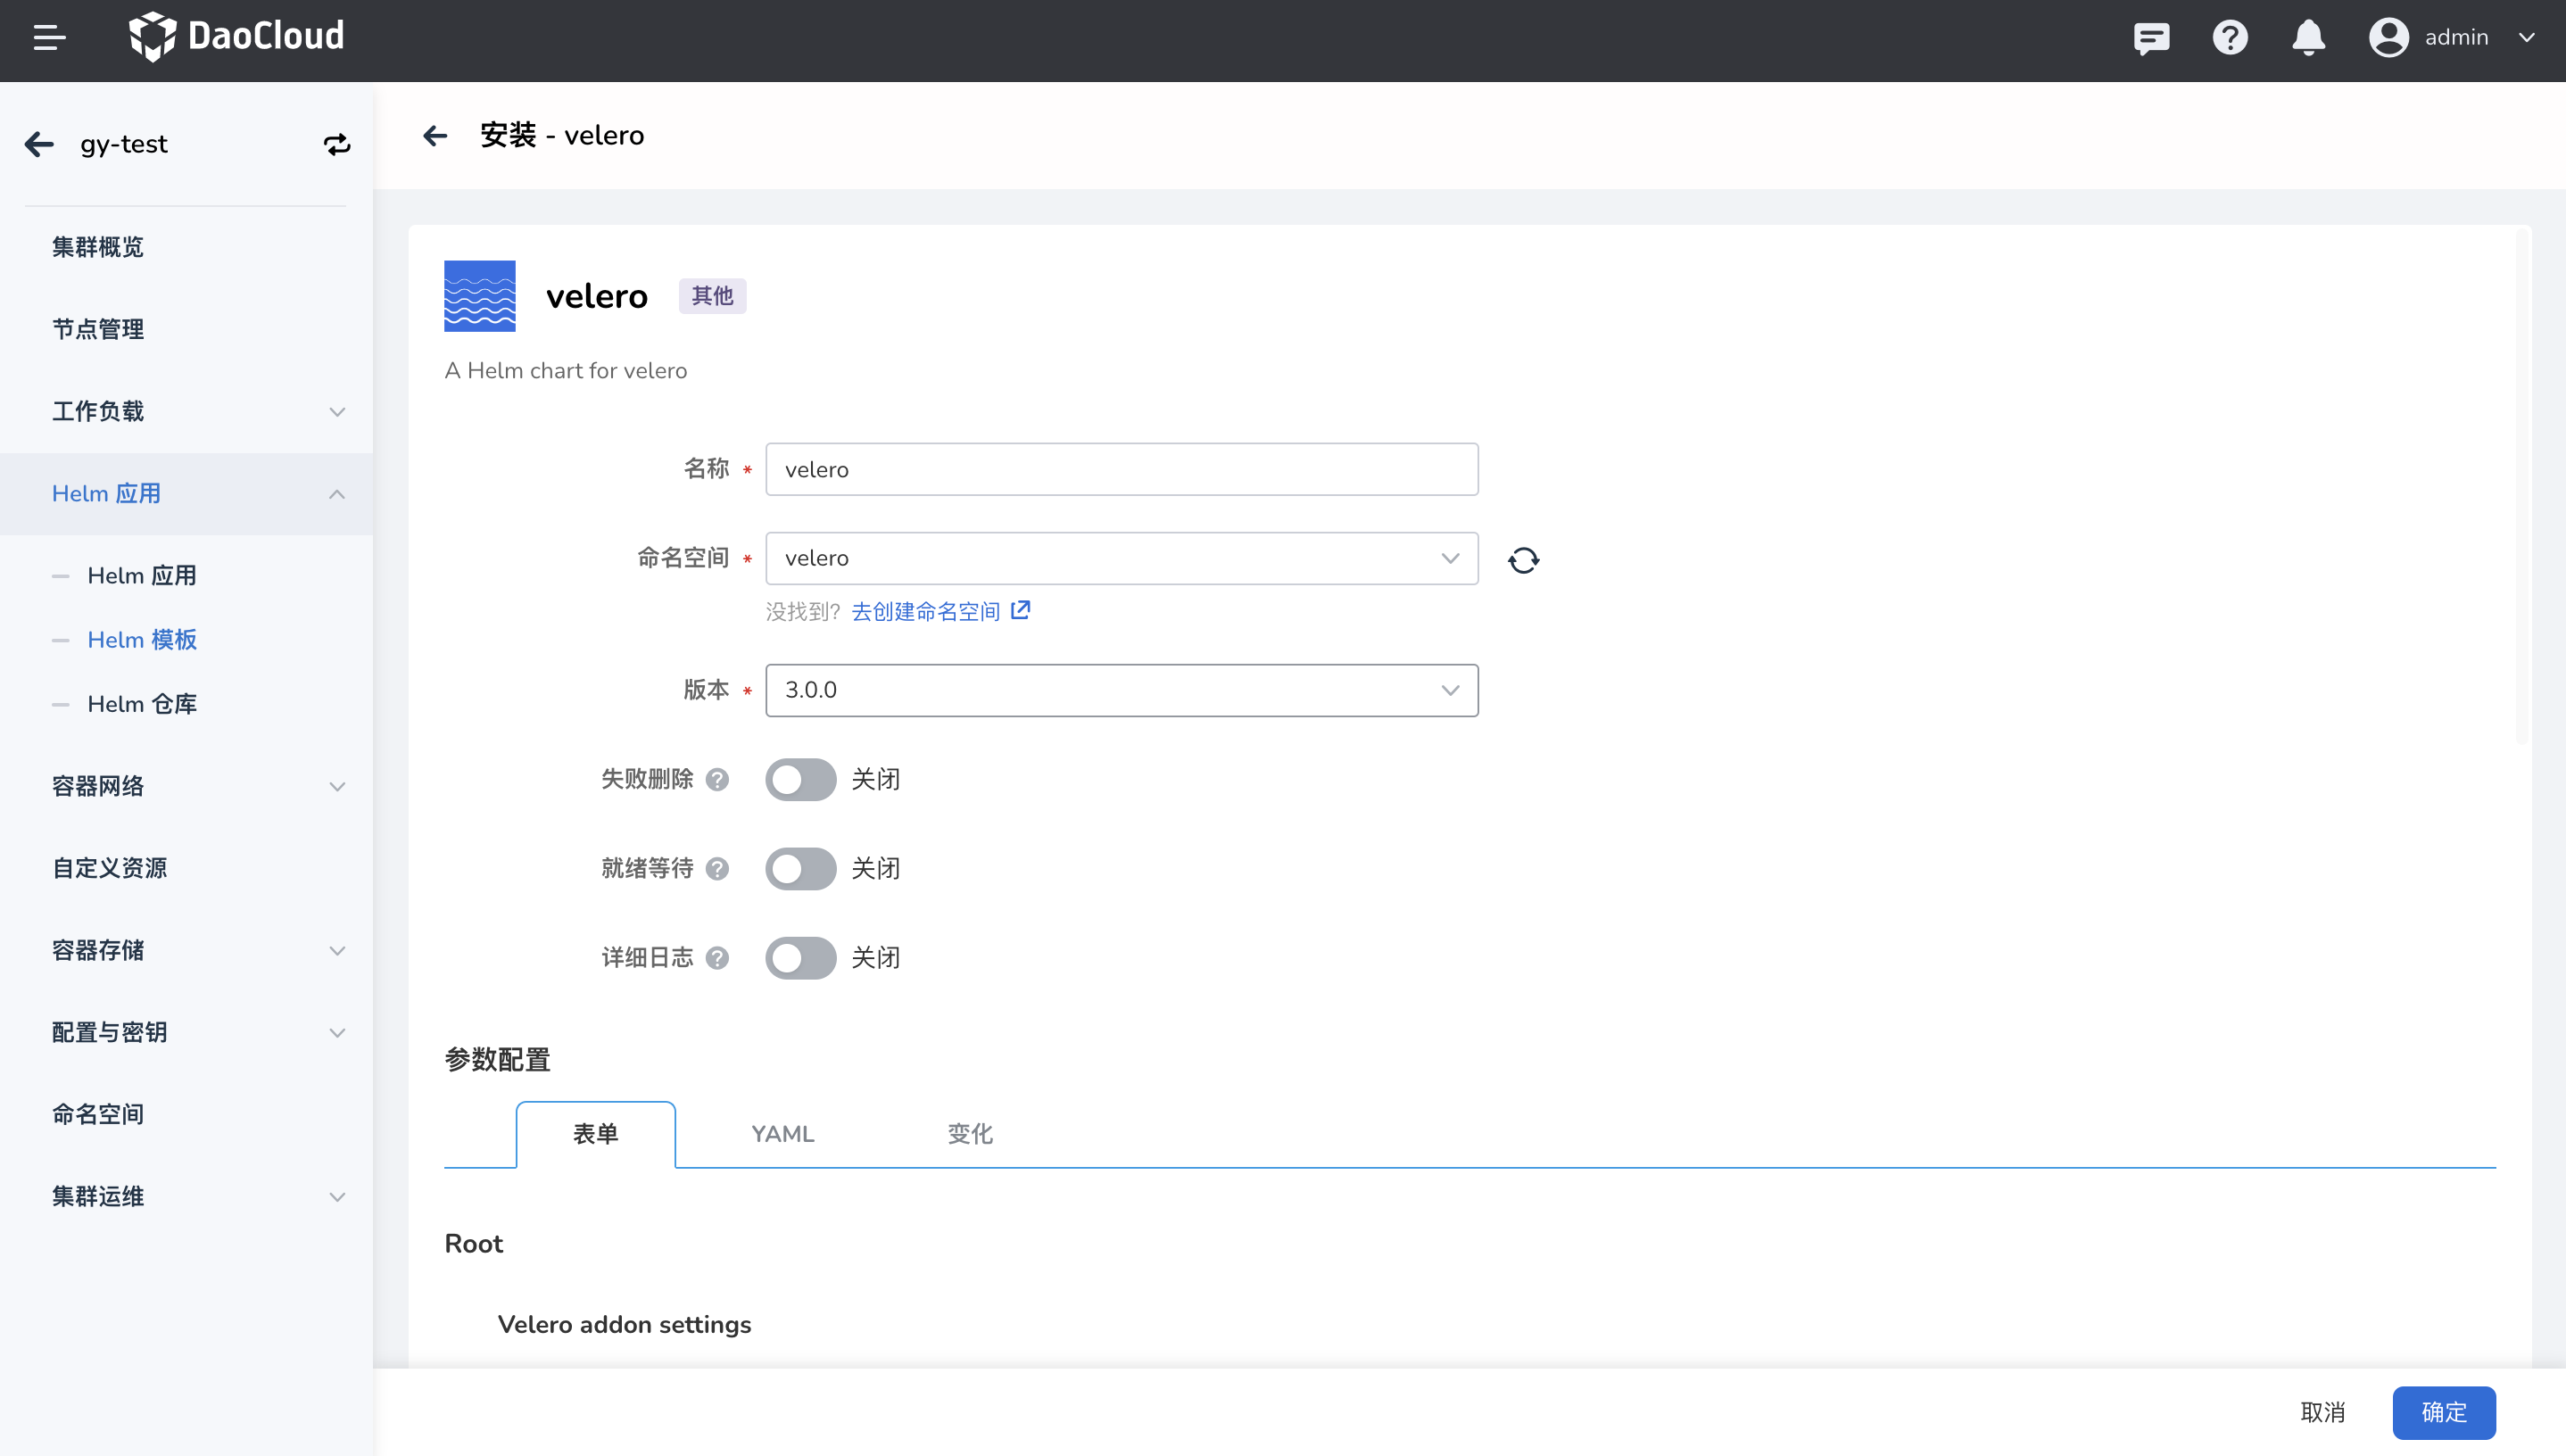 DaoCloud
admin
gy-test
集群概览
节点管理
工作负载
Helm 应用
Helm 应用
Helm 模板
Helm 仓库
容器网络
自定义资源
容器存储
配置与密钥
命名空间
集群运维
安装 - velero
velero 其他
A Helm chart for velero
名称 * velero
命名空间 * velero
没找到? 去创建命名空间
版本 * 3.0.0
失败删除 ? 关闭
就绪等待 ? 关闭
详细日志 ? 关闭
参数配置
表单 YAML 变化
Root
Velero addon settings
取消 确定